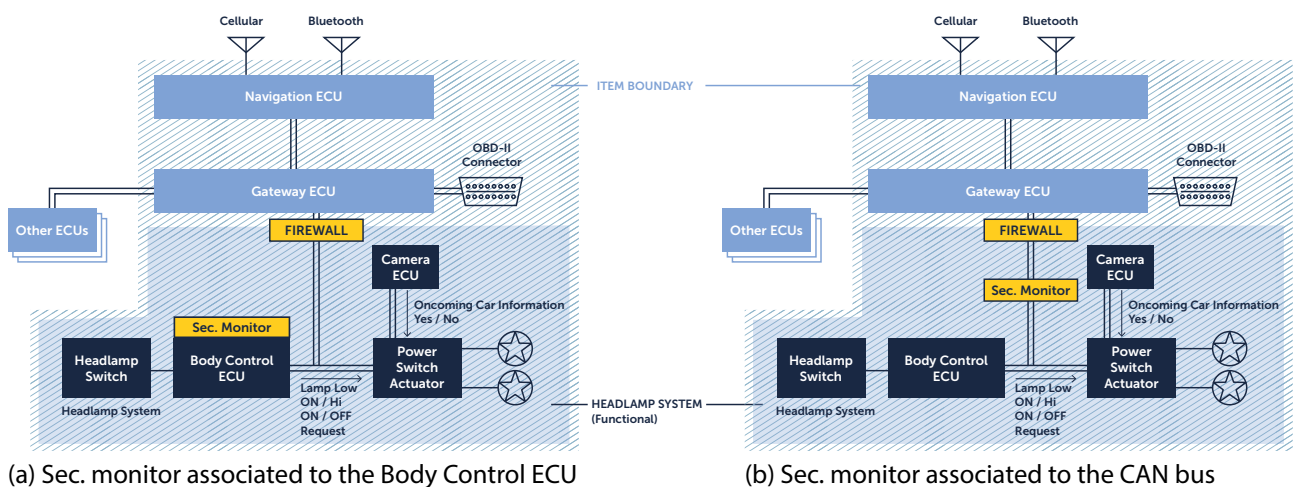 Cellular
Bluetooth
Navigation ECU
OBD-II
Connector
Gateway ECU
Other ECUs
FIREWALL
Camera
ECU
Oncoming Car Information
Yes / No
Sec. Monitor
Headlamp
Switch
Body Control
ECU
Power
Switch
Actuator
Lamp Low
ON / Hi
ON / OFF
Request
Headlamp System
ITEM BOUNDARY
HEADLAMP SYSTEM
(Functional)
Cellular
Bluetooth
Navigation ECU
OBD-II
Connector
Gateway ECU
Other ECUs
FIREWALL
Camera
ECU
Sec. Monitor
Oncoming Car Information
Yes / No
Headlamp
Switch
Body Control
ECU
Power
Switch
Actuator
Lamp Low
ON / Hi
ON / OFF
Request
Headlamp System
(a) Sec. monitor associated to the Body Control ECU
(b) Sec. monitor associated to the CAN bus